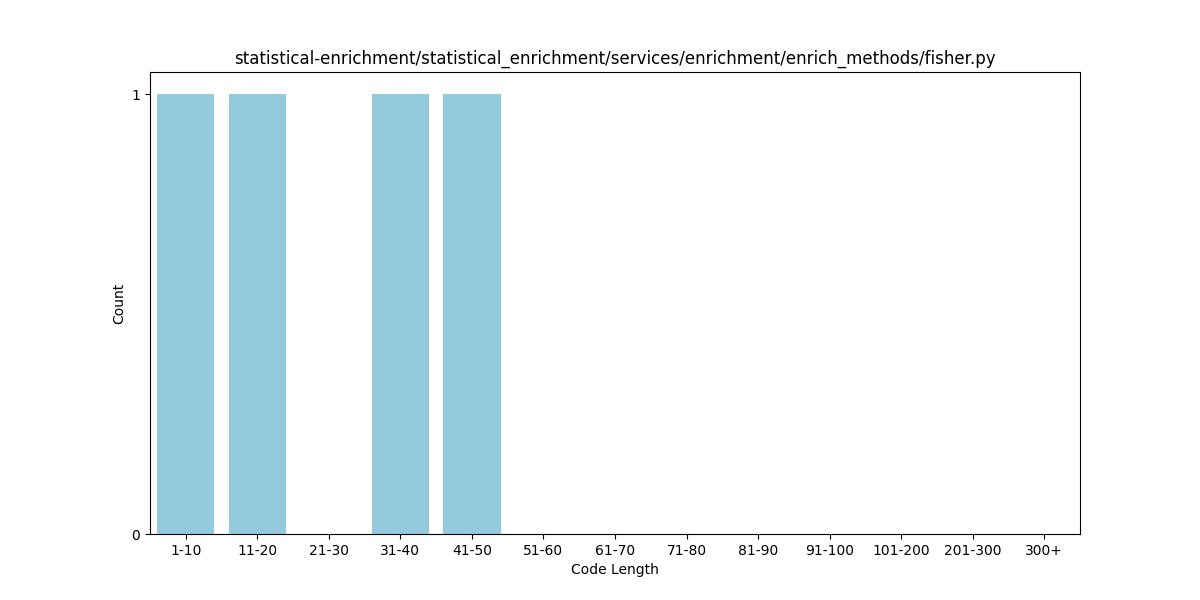 statistical-enrichment/statistical_enrichment/services/enrichment/enrich_methods/fisher.py
1
Count
0
1-10 11-20 21-30 31-40 41-50 51-60 61-70 71-80 81-90 91-100 101-200 201-300 300+
Code Length